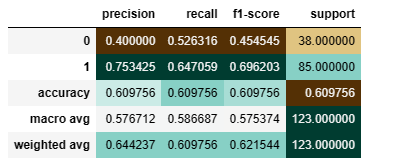 precision recall f1-score support
0 0.400000 0.526316 0.454545 38.000000
1 0.753425 0.647059 0.696203 85.000000
accuracy 0.609756 0.609756 0.609756 0.609756
macro avg 0.576712 0.586687 0.575374 123.000000
weighted avg 0.644237 0.609756 0.621544 123.000000